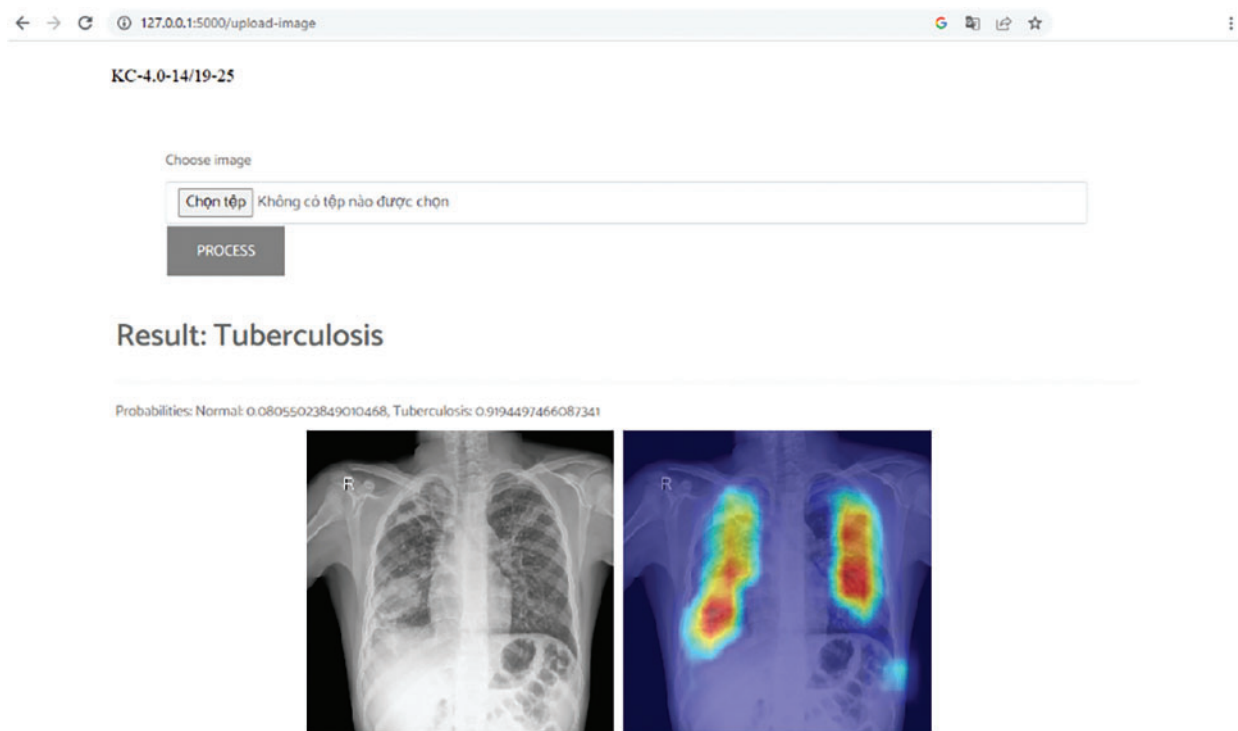 127.0.0.1:5000/upload-image
KC-4.0-14/19-25
Choose image
Chọn tệp Không có tệp nào được chọn
PROCESS
Result: Tuberculosis
Probabilities: Normal: 0.08055023849010468, Tuberculosis: 0.9194497466087341
R R